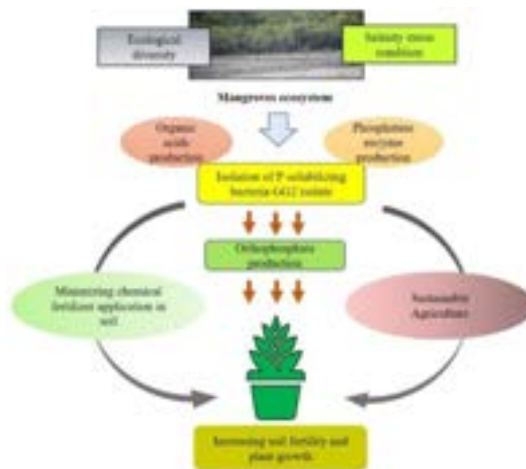 Ecological
diversity
Salinity stress
condition
Mangroves ecosystem
Organic
acids
production
Phosphatase
enzyme
production
Isolation of P solubilizing
bacteria isolate
Orthophosphate
production
Minimizing chemical
fertilizer application in
soil
Sustainable
Agriculture
Increasing soil fertility and
plant growth